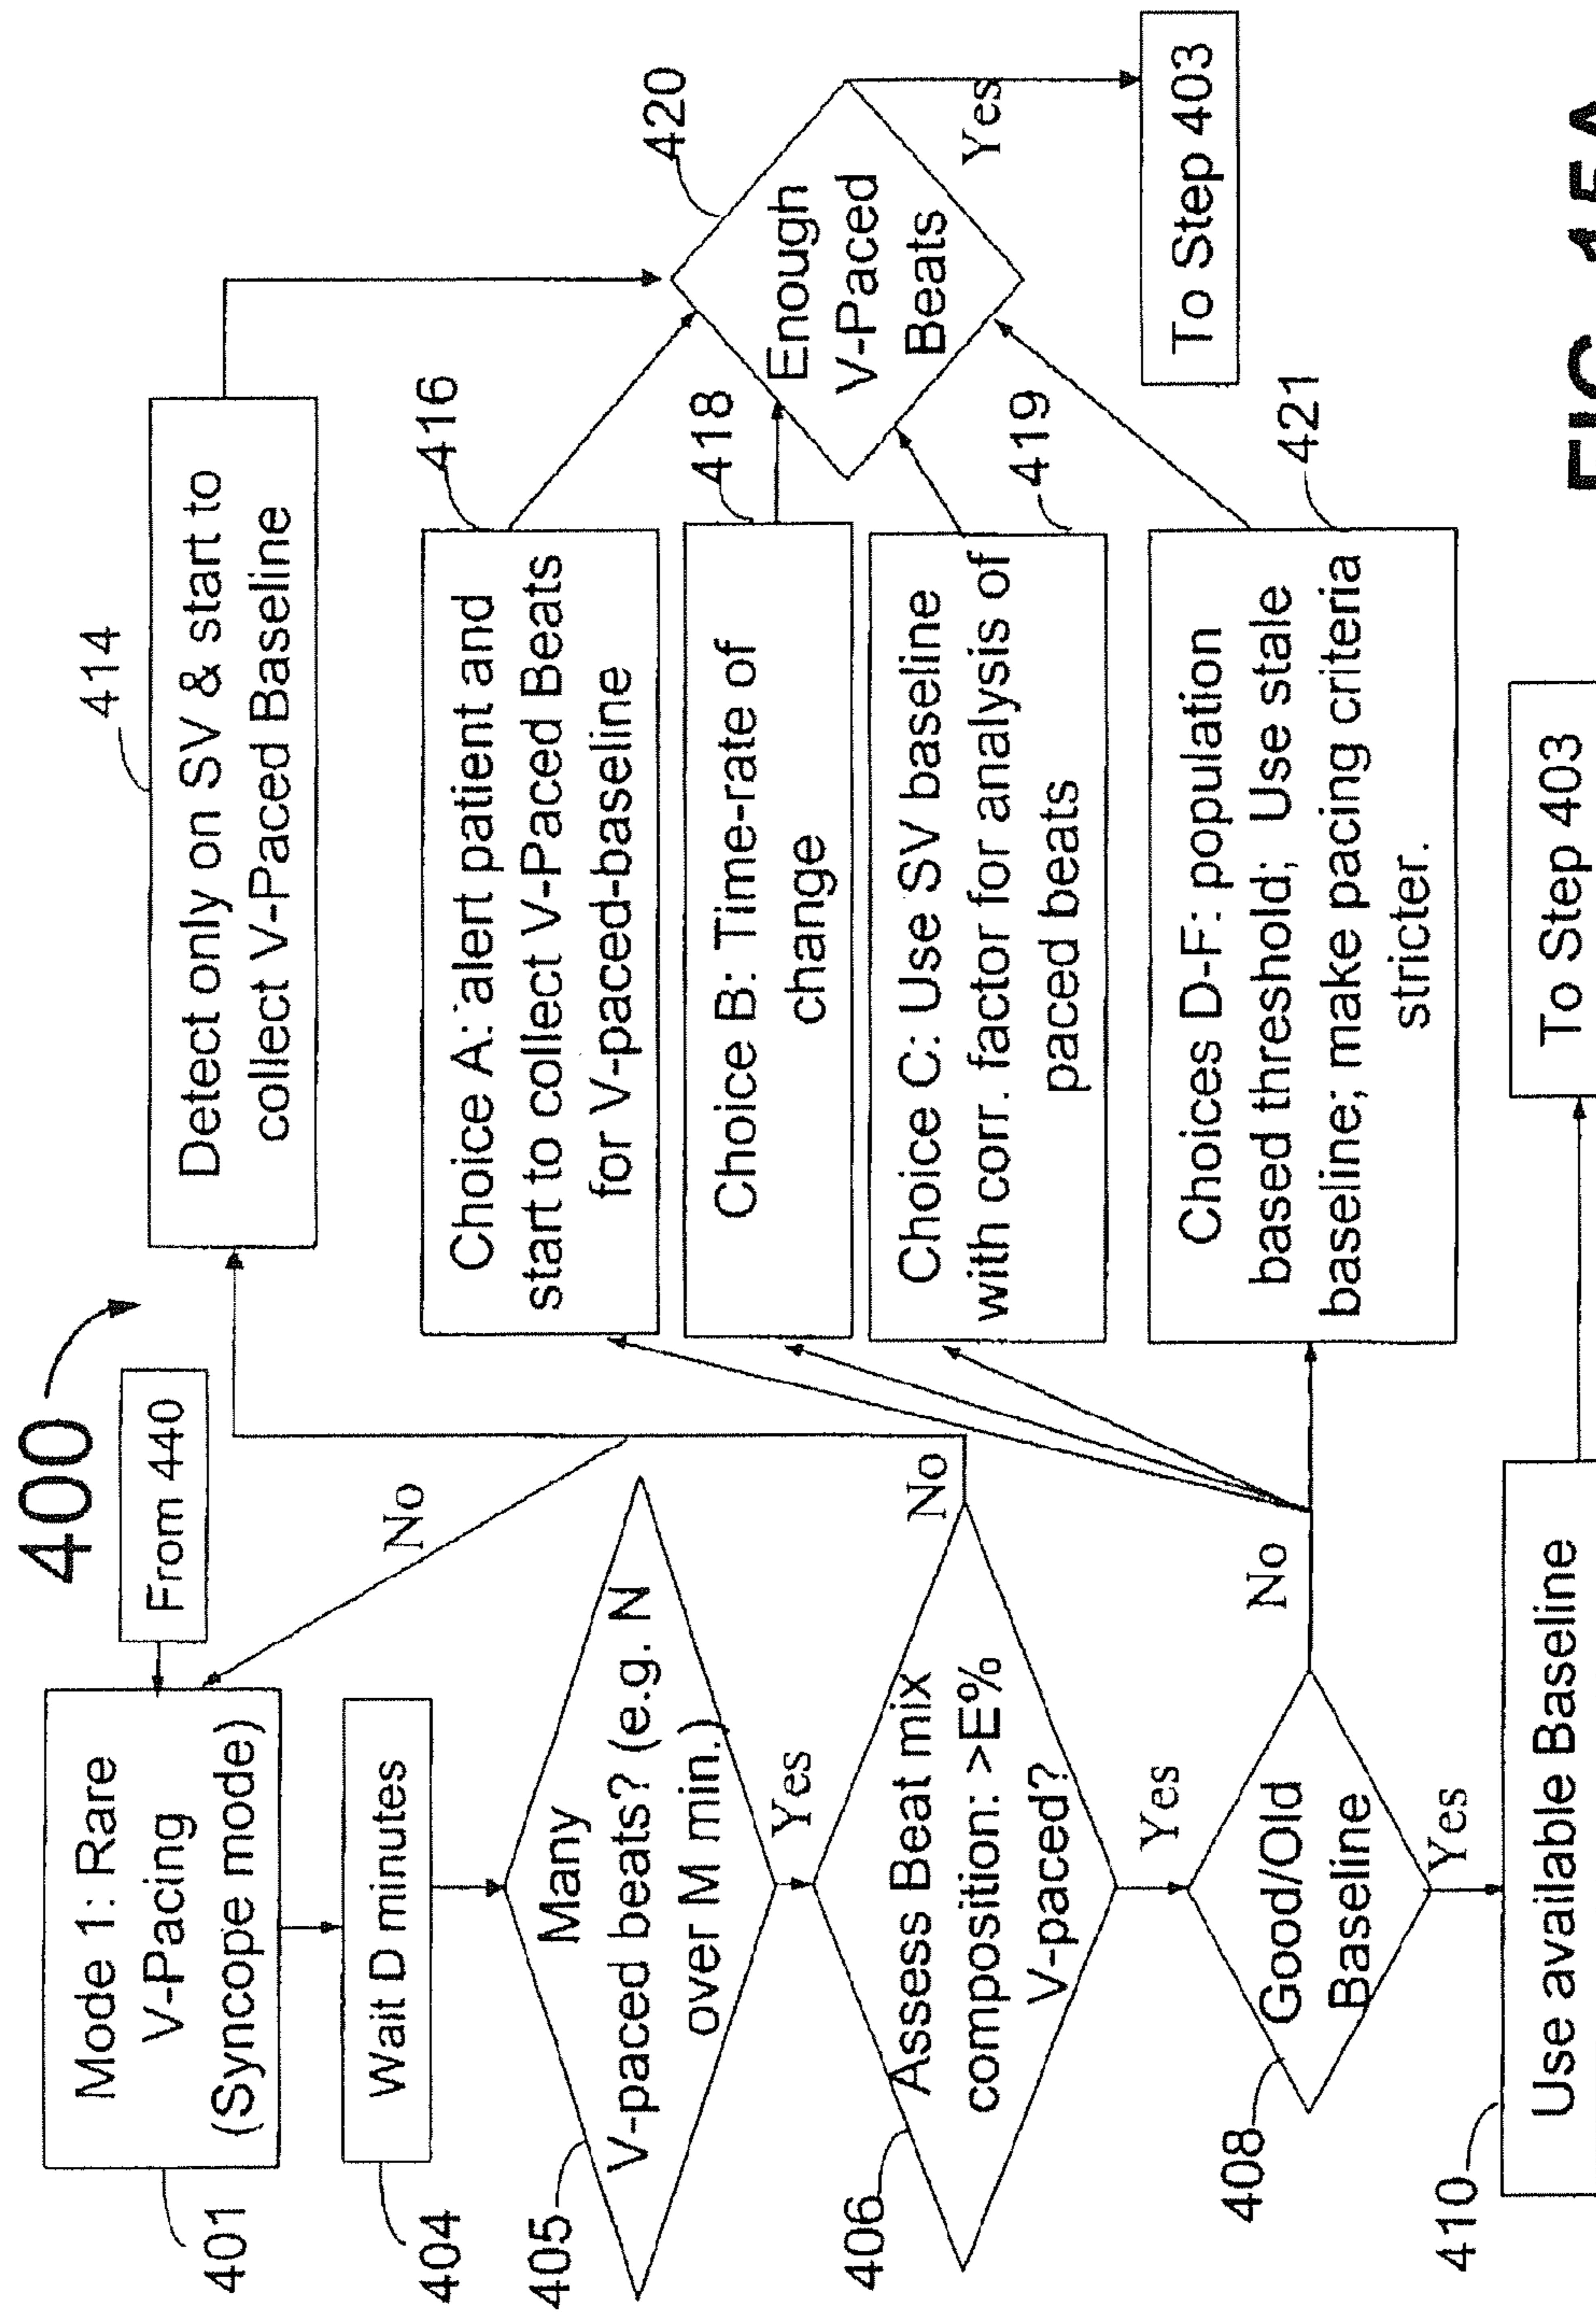 400
From 440
Mode 1: Rare
V-Pacing
(Syncope mode)
401
Wait D minutes
404
Many
V-paced beats? (e.g. N
over M min.)
405
No
Yes
Assess Beat mix
composition: >E%
V-paced?
406
No
Yes
Good/Old
Baseline
408
No
Yes
Use available Baseline
410
To Step 403
414
Detect only on SV & start to
collect V-Paced Baseline
416
Choice A: alert patient and
start to collect V-Paced Beats
for V-paced-baseline
418
Choice B: Time-rate of
change
419
Choice C: Use SV baseline
with corr. factor for analysis of
paced beats
421
Choices D-F: population
based threshold; Use stale
baseline; make pacing criteria
stricter.
420
Enough
V-Paced
Beats
Yes
To Step 403
FIG. 15A